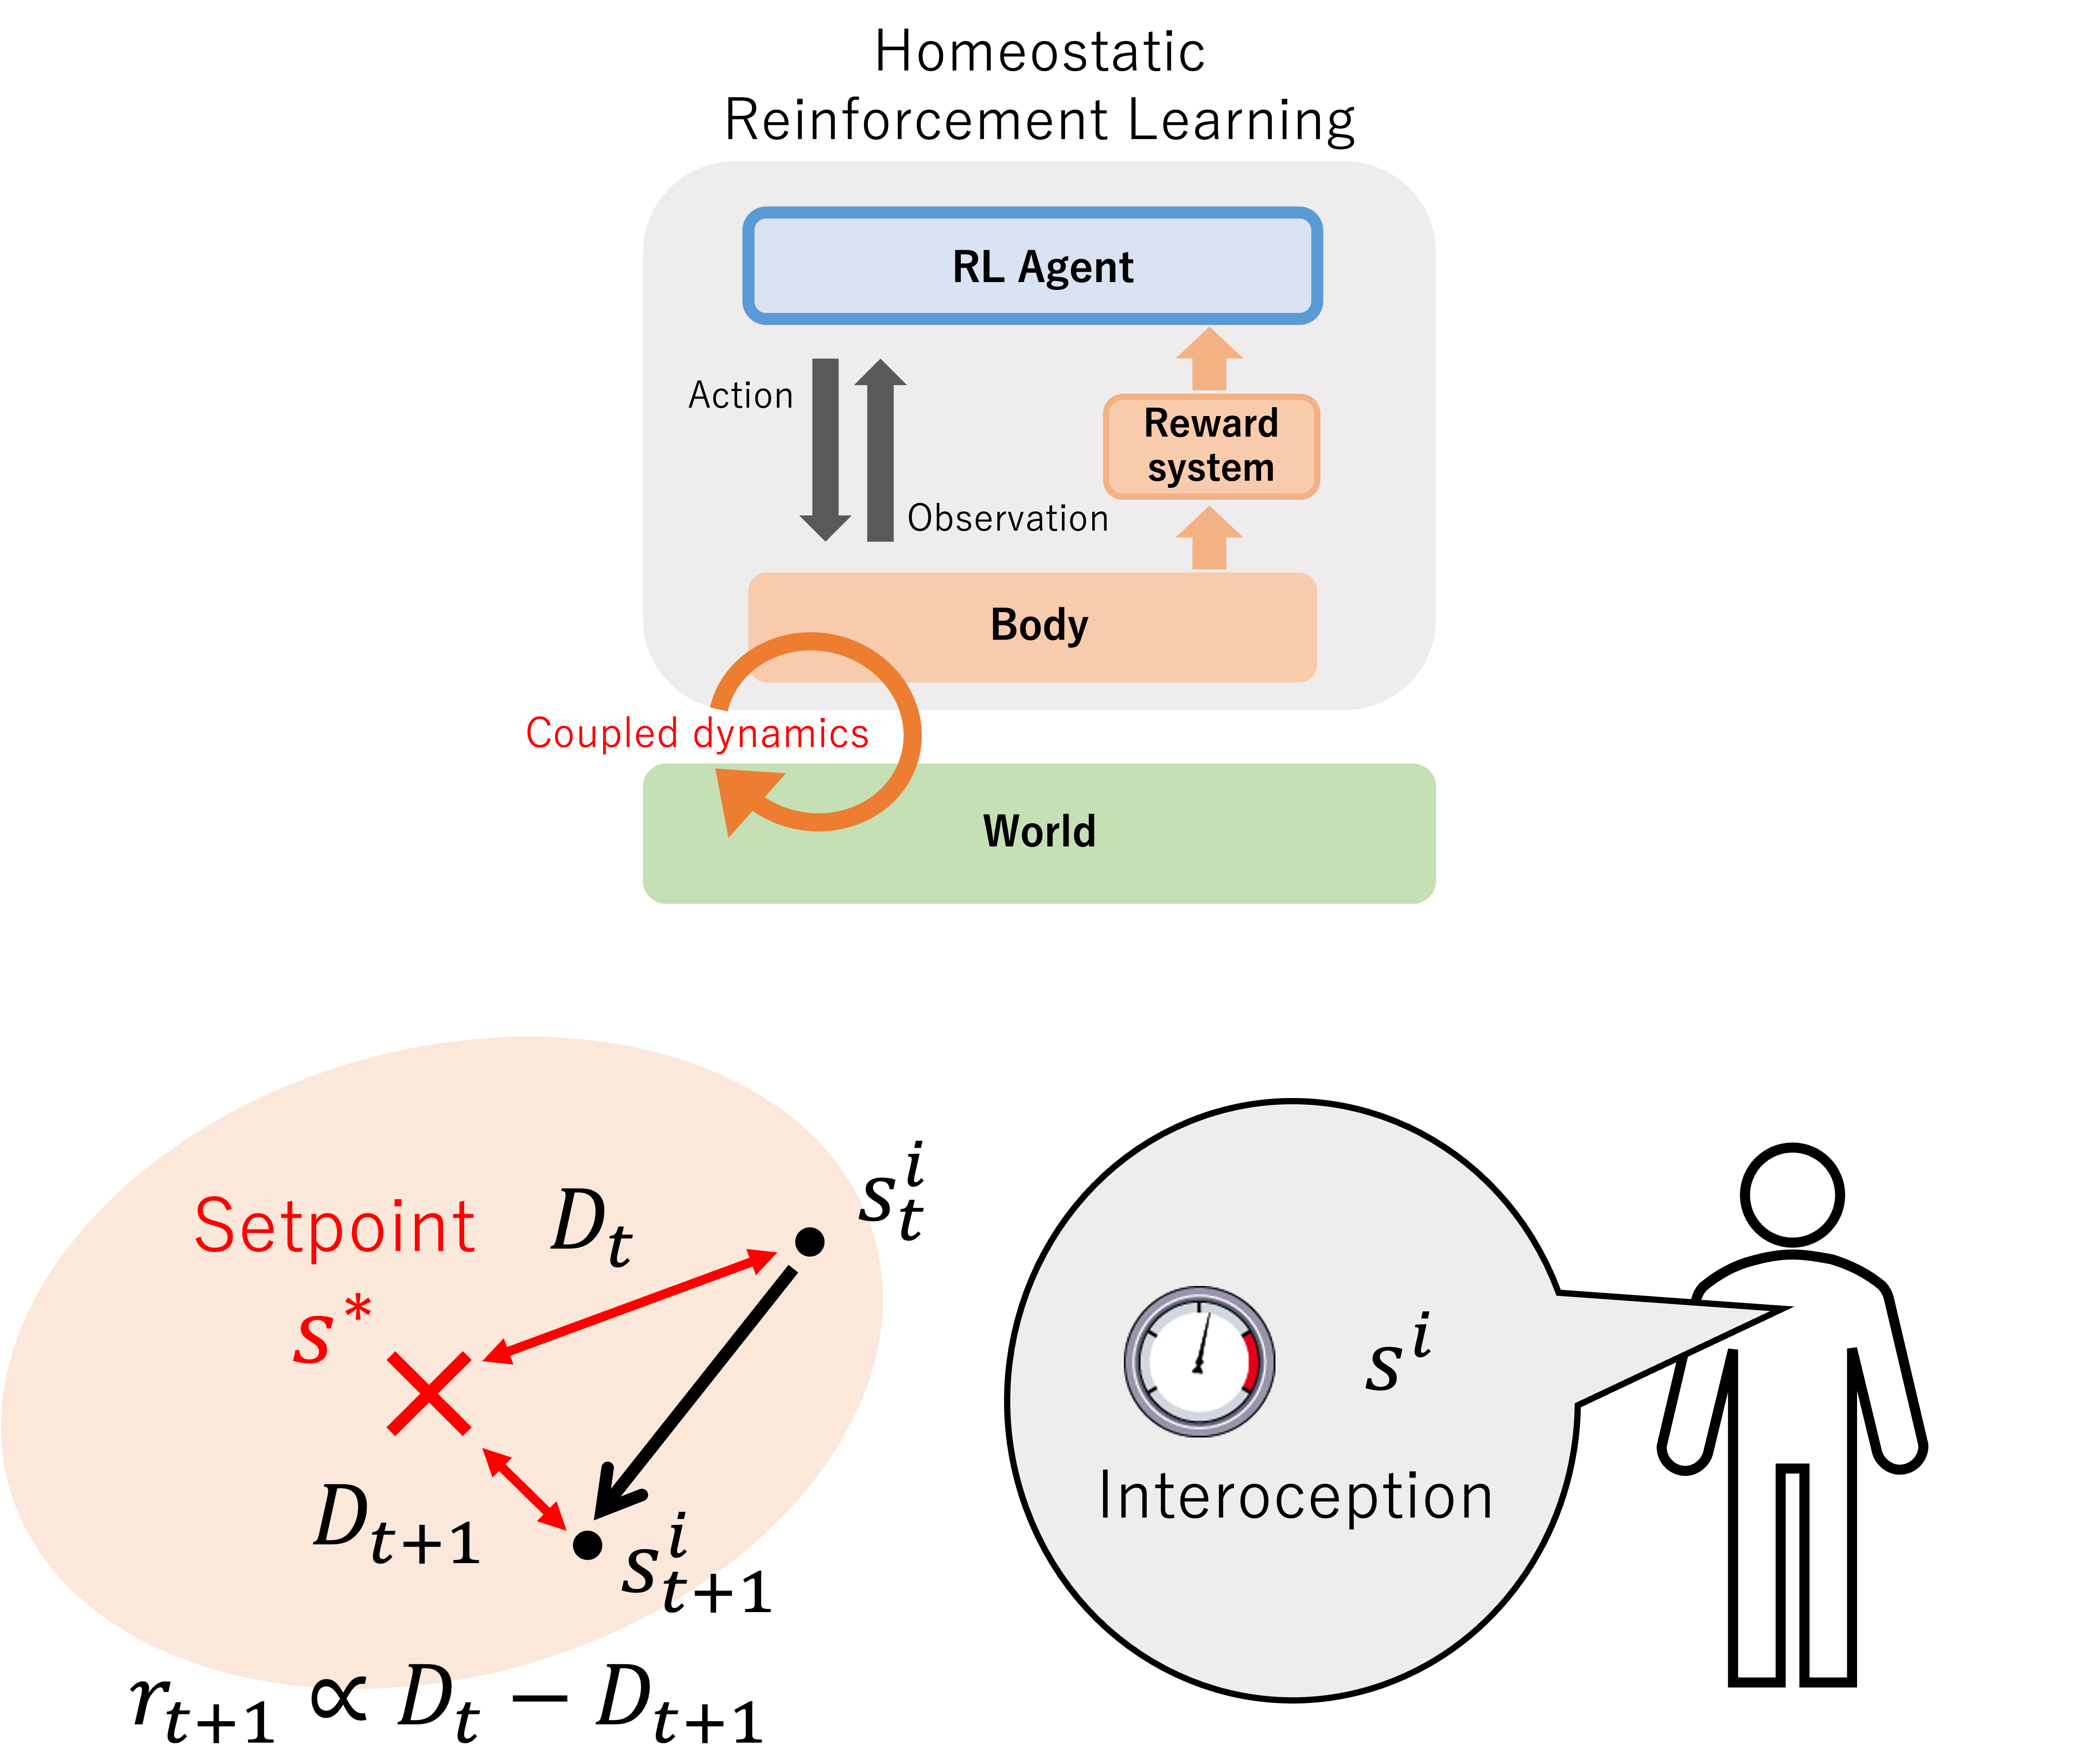 Homeostatic
Reinforcement Learning
RL Agent
Action
Reward
system
Observation
Body
Coupled dynamics
World
Setpoint
s*
D_t
s_t^i
D_{t+1}
s_{t+1}^i
r_{t+1} ∝ D_t − D_{t+1}
s^i
Interoception